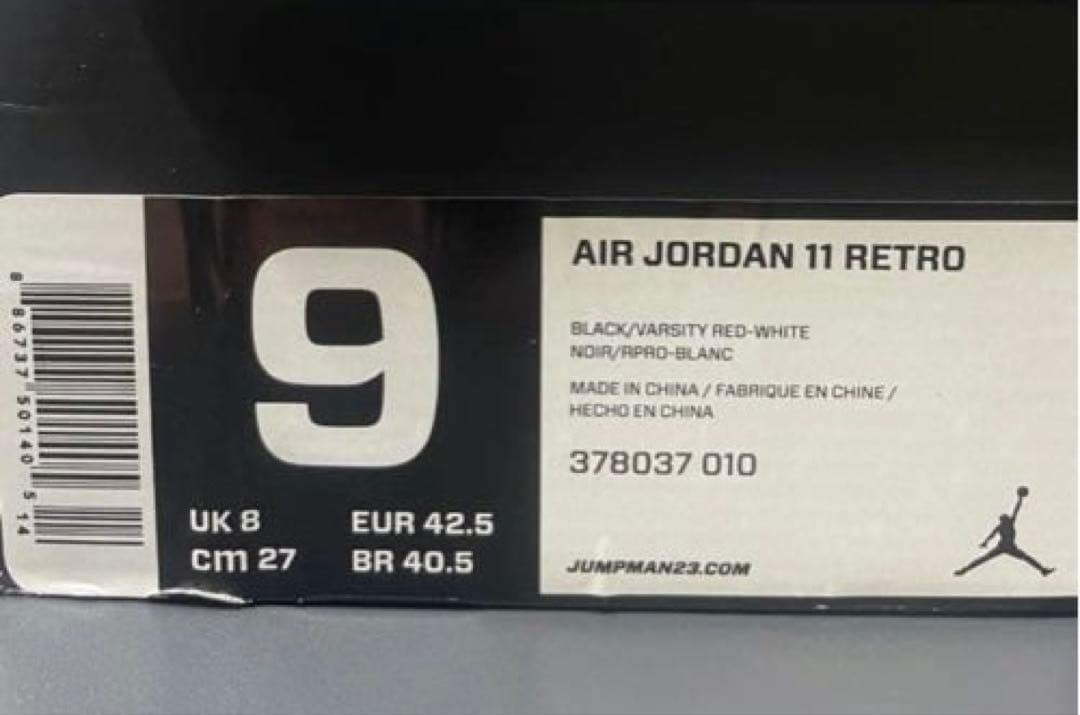 8 86737 50140 5 14
9
UK 8 EUR 42.5
cm 27 BR 40.5
AIR JORDAN 11 RETRO
BLACK/VARSITY RED-WHITE
NOIR/RPRO-BLANC
MADE IN CHINA / FABRIQUE EN CHINE /
HECHO EN CHINA
378037 010
JUMPMAN23.COM